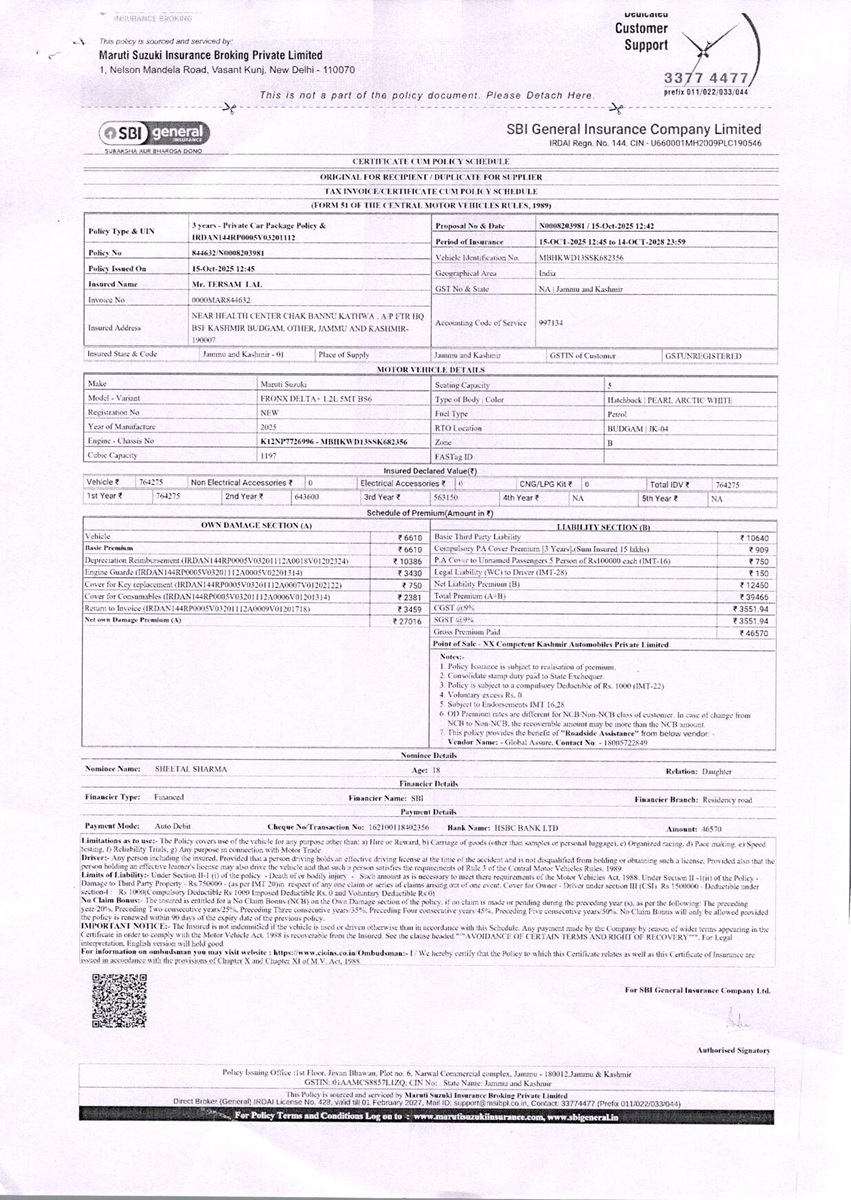 INSURANCE BROKING
This policy is sourced and serviced by:
Maruti Suzuki Insurance Broking Private Limited
1, Nelson Mandela Road, Vasant Kunj, New Delhi - 110070
Dedicated
Customer
Support
3377 4477
prefix 011/022/033/044
This is not a part of the policy document. Please Detach Here.
SBI general
INSURANCE
SURAKSHA AUR BHAROSA DONO
SBI General Insurance Company Limited
IRDAI Regn. No. 144. CIN - U660001MH2009PLC190546
CERTIFICATE CUM POLICY SCHEDULE
ORIGINAL FOR RECIPIENT / DUPLICATE FOR SUPPLIER
TAX INVOICE/CERTIFICATE CUM POLICY SCHEDULE
(FORM 51 OF THE CENTRAL MOTOR VEHICLES RULES, 1989)
Policy Type & UIN 3 years - Private Car Package Policy & IRDAN144RP0005V03201112
Policy No 844632/N0008203981
Policy Issued On 15-Oct-2025 12:45
Insured Name Mr. TERSAM LAL
Invoice No 0000MAR844632
Insured Address NEAR HEALTH CENTER CHAK BANNU KATHWA , A/P FTR HQ
BSF KASHMIR BUDGAM, OTHER, JAMMU AND KASHMIR-
190007
Proposal No & Date N0008203981 / 15-Oct-2025 12:42
Period of Insurance 15-OCT-2025 12:45 to 14-OCT-2028 23:59
Vehicle Identification No. MBHKWD13SSK682356
Geographical Area India
GST No & State NA | Jammu and Kashmir
Accounting Code of Service 997134
Insured State & Code Jammu and Kashmir - 01 Place of Supply Jammu and Kashmir GSTIN of Customer GSTUNREGISTERED
MOTOR VEHICLE DETAILS
Make Maruti Suzuki Seating Capacity 5
Model - Variant FRONX DELTA+ 1.2L 5MT BS6 Type of Body | Color Hatchback | PEARL ARCTIC WHITE
Registration No NEW Fuel Type Petrol
Year of Manufacture 2025 RTO Location BUDGAM | JK-04
Engine - Chassis No K12NP7726996 - MBHKWD13SSK682356 Zone B
Cubic Capacity 1197 FASTag ID
Insured Declared Value(₹)
Vehicle ₹ 764275 Non Electrical Accessories ₹ 0 Electrical Accessories ₹ 0 CNG/LPG Kit ₹ 0 Total IDV ₹ 764275
1st Year ₹ 764275 2nd Year ₹ 643600 3rd Year ₹ 563150 4th Year ₹ NA 5th Year ₹ NA
Schedule of Premium(Amount in ₹)
OWN DAMAGE SECTION (A)
Vehicle ₹ 6610
Basic Premium ₹ 6610
Depreciation Reimbursement (IRDAN144RP0005V03201112A0018V01202324) ₹ 10386
Engine Guarde (IRDAN144RP0005V03201112A0005V02201314) ₹ 3430
Cover for Key replacement (IRDAN144RP0005V03201112A0007V01202122) ₹ 750
Cover for Consumables (IRDAN144RP0005V03201112A0006V01201314) ₹ 2381
Return to Invoice (IRDAN144RP0005V03201112A0009V01201718) ₹ 3459
Net own Damage Premium (A) ₹ 27016
LIABILITY SECTION (B)
Basic Third Party Liability ₹ 10640
Compulsory PA Cover Premium [3 Years].(Sum Insured 15 lakhs) ₹ 909
P.A Cover to Unnamed Passengers 5 Person of Rs100000 each (IMT-16) ₹ 750
Legal Liability (WC) to Driver (IMT-28) ₹ 150
Net Liability Premium (B) ₹ 12450
Total Premium (A+B) ₹ 39466
CGST @9% ₹ 3551.94
SGST @9% ₹ 3551.94
Gross Premium Paid ₹ 46570
Point of Sale - NX Competent Kashmir Automobiles Private Limited
Notes:-
1. Policy Issuance is subject to realisation of premium.
2. Consolidate stamp duty paid to State Exchequer.
3. Policy is subject to a compulsory Deductible of Rs. 1000 (IMT-22)
4. Voluntary excess Rs. 0
5. Subject to Endorsements IMT 16,28
6. OD Premium rates are different for NCB/Non-NCB class of customer. In case of change from
NCB to Non-NCB, the recoverable amount may be more than the NCB amount.
7. This policy provides the benefit of "Roadside Assistance" from below vendor: -
Vendor Name: - Global Assure, Contact No - 18005722849
Nominee Details
Nominee Name: SHEETAL SHARMA Age: 18 Relation: Daughter
Financier Details
Financier Type: Financed Financier Name: SBI Financier Branch: Residency road
Payment Details
Payment Mode: Auto Debit Cheque No/Transaction No: 162100118402356 Bank Name: HSBC BANK LTD Amount: 46570
Limitations as to use:- The Policy covers use of the vehicle for any purpose other than: a) Hire or Reward, b) Carriage of goods (other than samples or personal luggage), c) Organized racing, d) Pace making, e) Speed
testing, f) Reliability Trials, g) Any purpose in connection with Motor Trade
Driver:- Any person including the insured. Provided that a person driving holds an effective driving license at the time of the accident and is not disqualified from holding or obtaining such a license. Provided also that the
person holding an effective learner's license may also drive the vehicle and that such a person satisfies the requirements of Rule 3 of the Central Motor Vehicles Rules, 1989
Limits of Liability:- Under Section II-1 (i) of the policy - Death of or bodily injury - Such amount as is necessary to meet there requirements of the Motor Vehicles Act, 1988. Under Section II -1(ii) of the Policy -
Damage to Third Property - Rs.750000 - (as per IMT 20)in respect of any one claim or series of claims arising out of one event. Cover for Owner - Driver under section III (CSI) Rs 1500000 - Deductible under
section-I : Rs 1000(Compulsory Deductible Rs 1000 Imposed Deductible Rs. 0 and Voluntary Deductible Rs 0)
No Claim Bonus:- The insured is entitled for a No Claim Bonus (NCB) on the Own Damage section of the policy, if no claim is made or pending during the preceding year (s), as per the following: The preceding
year/20%, Preceding Two consecutive years/25%, Preceding Three consecutive years/35%, Preceding Four consecutive years/45%, Preceding Five consecutive years/50%. No Claim Bonus will only be allowed provided
the policy is renewed within 90 days of the expiry date of the previous policy.
IMPORTANT NOTICE:- The Insured is not indemnified if the vehicle is used or driven otherwise than in accordance with this Schedule. Any payment made by the Company by reason of wider terms appearing in the
Certificate in order to comply with the Motor Vehicle Act, 1988 is recoverable from the Insured. See the clause headed """AVOIDANCE OF CERTAIN TERMS AND RIGHT OF RECOVERY""". For Legal
interpretation, English version will hold good.
For information on ombudsman you may visit website : https://www.cioins.co.in/Ombudsman:- I / We hereby certify that the Policy to which this Certificate relates as well as this Certificate of Insurance are
issued in accordance with the provisions of Chapter X and Chapter XI of M.V. Act, 1988.
For SBI General Insurance Company Ltd.
Authorised Signatory
Policy Issuing Office :1st Floor, Jivan Bhawan, Plot no. 6, Narwal Commercial complex, Jammu - 180012.Jammu & Kashmir
GSTIN: 01AAMCS8857L1ZQ, CIN No: State Name: Jammu and Kashmir
This Policy is sourced and serviced by Maruti Suzuki Insurance Broking Private Limited
Direct Broker (General) IRDAI License No. 428, valid till 01 February 2027, Mail ID: support@msibpl.co.in, Contact: 33774477 (Prefix 011/022/033/044)
For Policy Terms and Conditions Log on to : www.marutisuzukiinsurance.com, www.sbigeneral.in